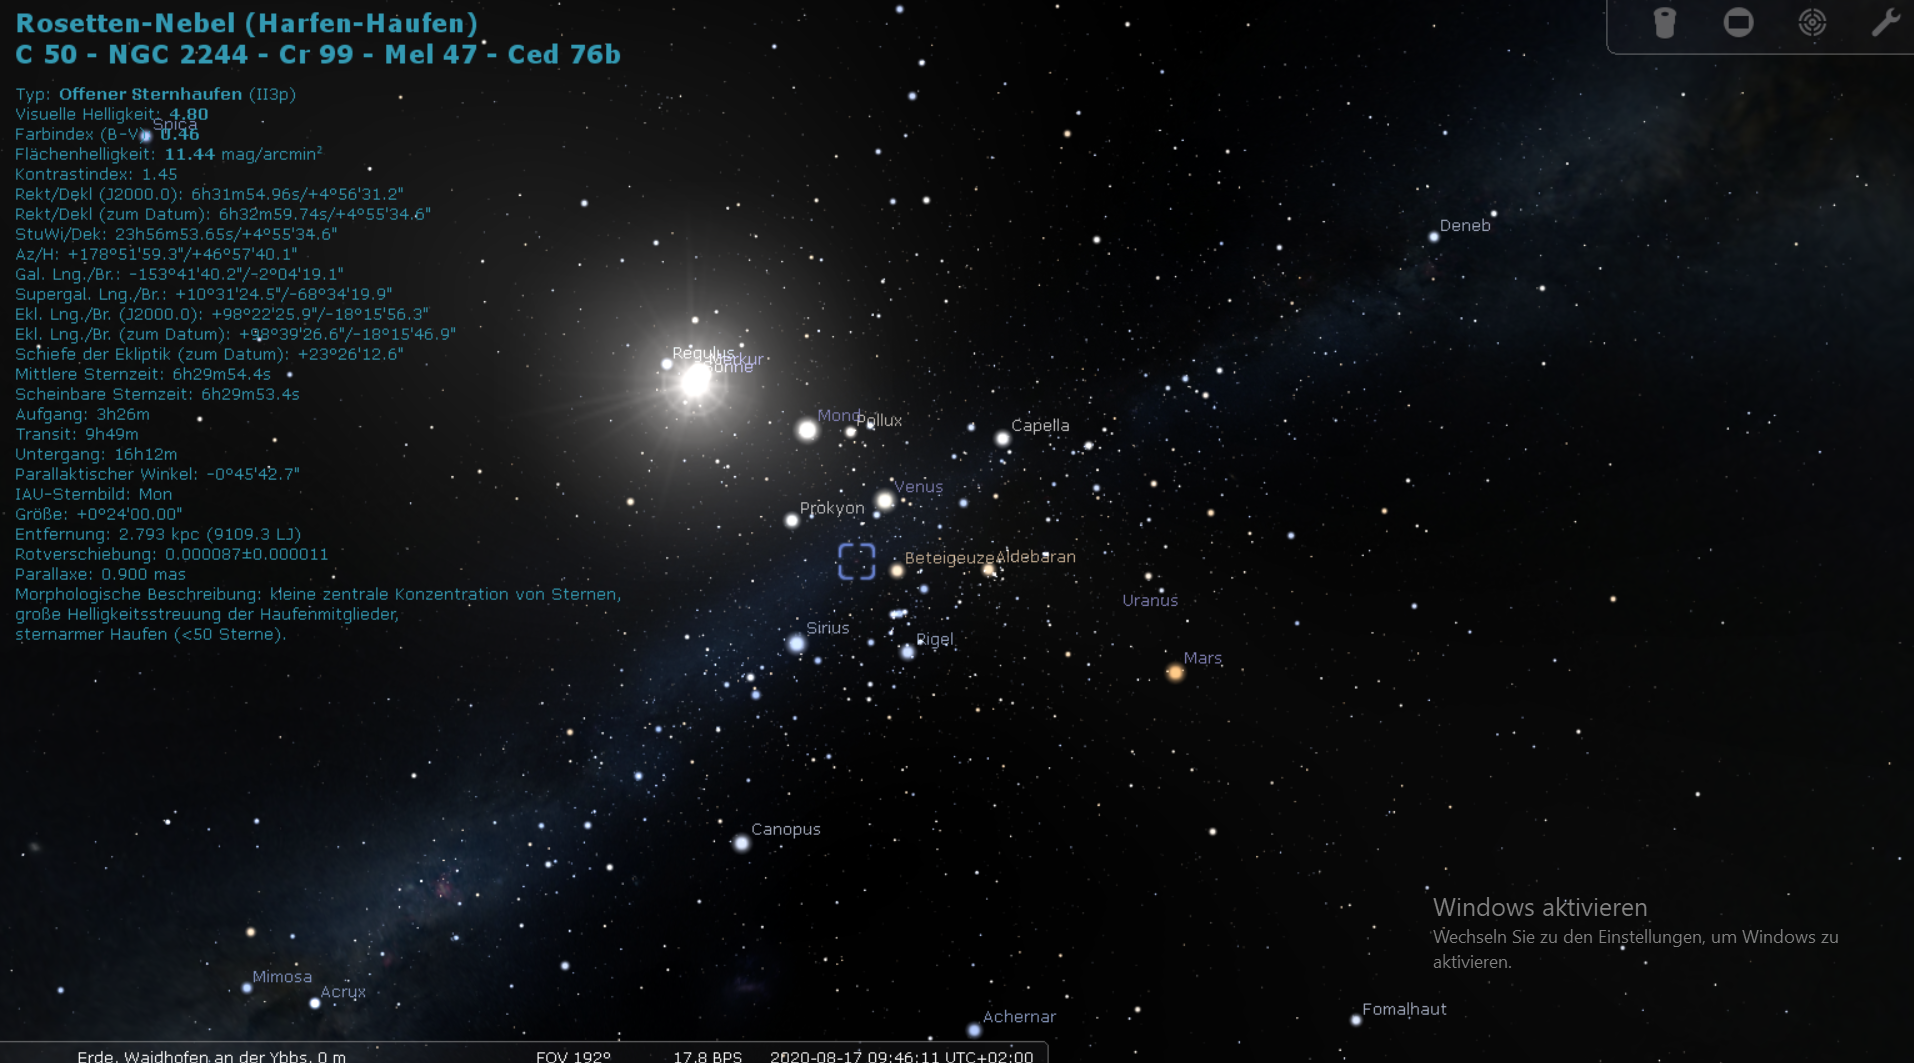 Rosetten-Nebel (Harfen-Haufen)
C 50 - NGC 2244 - Cr 99 - Mel 47 - Ced 76b
Typ: Offener Sternhaufen (II3p)
Visuelle Helligkeit: 4.80
Spica
Farbindex (B-V): 0.46
Flächenhelligkeit: 11.44 mag/arcmin²
Kontrastindex: 1.45
Rekt/Dekl (J2000.0): 6h31m54.96s/+4°56'31.2"
Rekt/Dekl (zum Datum): 6h32m59.74s/+4°55'34.6"
StuWi/Dek: 23h56m53.65s/+4°55'34.6"
Az/H: +178°51'59.3"/+46°57'40.1"
Gal. Lng./Br.: -153°41'40.2"/-2°04'19.1"
Supergal. Lng./Br.: +10°31'24.5"/-68°34'19.9"
Ekl. Lng./Br. (J2000.0): +98°22'25.9"/-18°15'56.3"
Ekl. Lng./Br. (zum Datum): +98°39'26.6"/-18°15'46.9"
Schiefe der Ekliptik (zum Datum): +23°26'12.6"
Mittlere Sternzeit: 6h29m54.4s
Scheinbare Sternzeit: 6h29m53.4s
Aufgang: 3h26m
Transit: 9h49m
Untergang: 16h12m
Parallaktischer Winkel: -0°45'42.7"
IAU-Sternbild: Mon
Größe: +0°24'00.00"
Entfernung: 2.793 kpc (9109.3 LJ)
Rotverschiebung: 0.000087±0.000011
Parallaxe: 0.900 mas
Morphologische Beschreibung: kleine zentrale Konzentration von Sternen,
große Helligkeitsstreuung der Haufenmitglieder,
sternarmer Haufen (<50 Sterne).
Deneb
Regulus
Merkur
Sonne
Mond
Pollux
Capella
Venus
Prokyon
Beteigeuze
Aldebaran
Uranus
Sirius
Rigel
Mars
Canopus
Mimosa
Acrux
Achernar
Fomalhaut
Windows aktivieren
Wechseln Sie zu den Einstellungen, um Windows zu
aktivieren.
Erde, Waidhofen an der Ybbs, 0 m
FOV 192°
17.8 BPS
2020-08-17 09:46:11 UTC+02:00